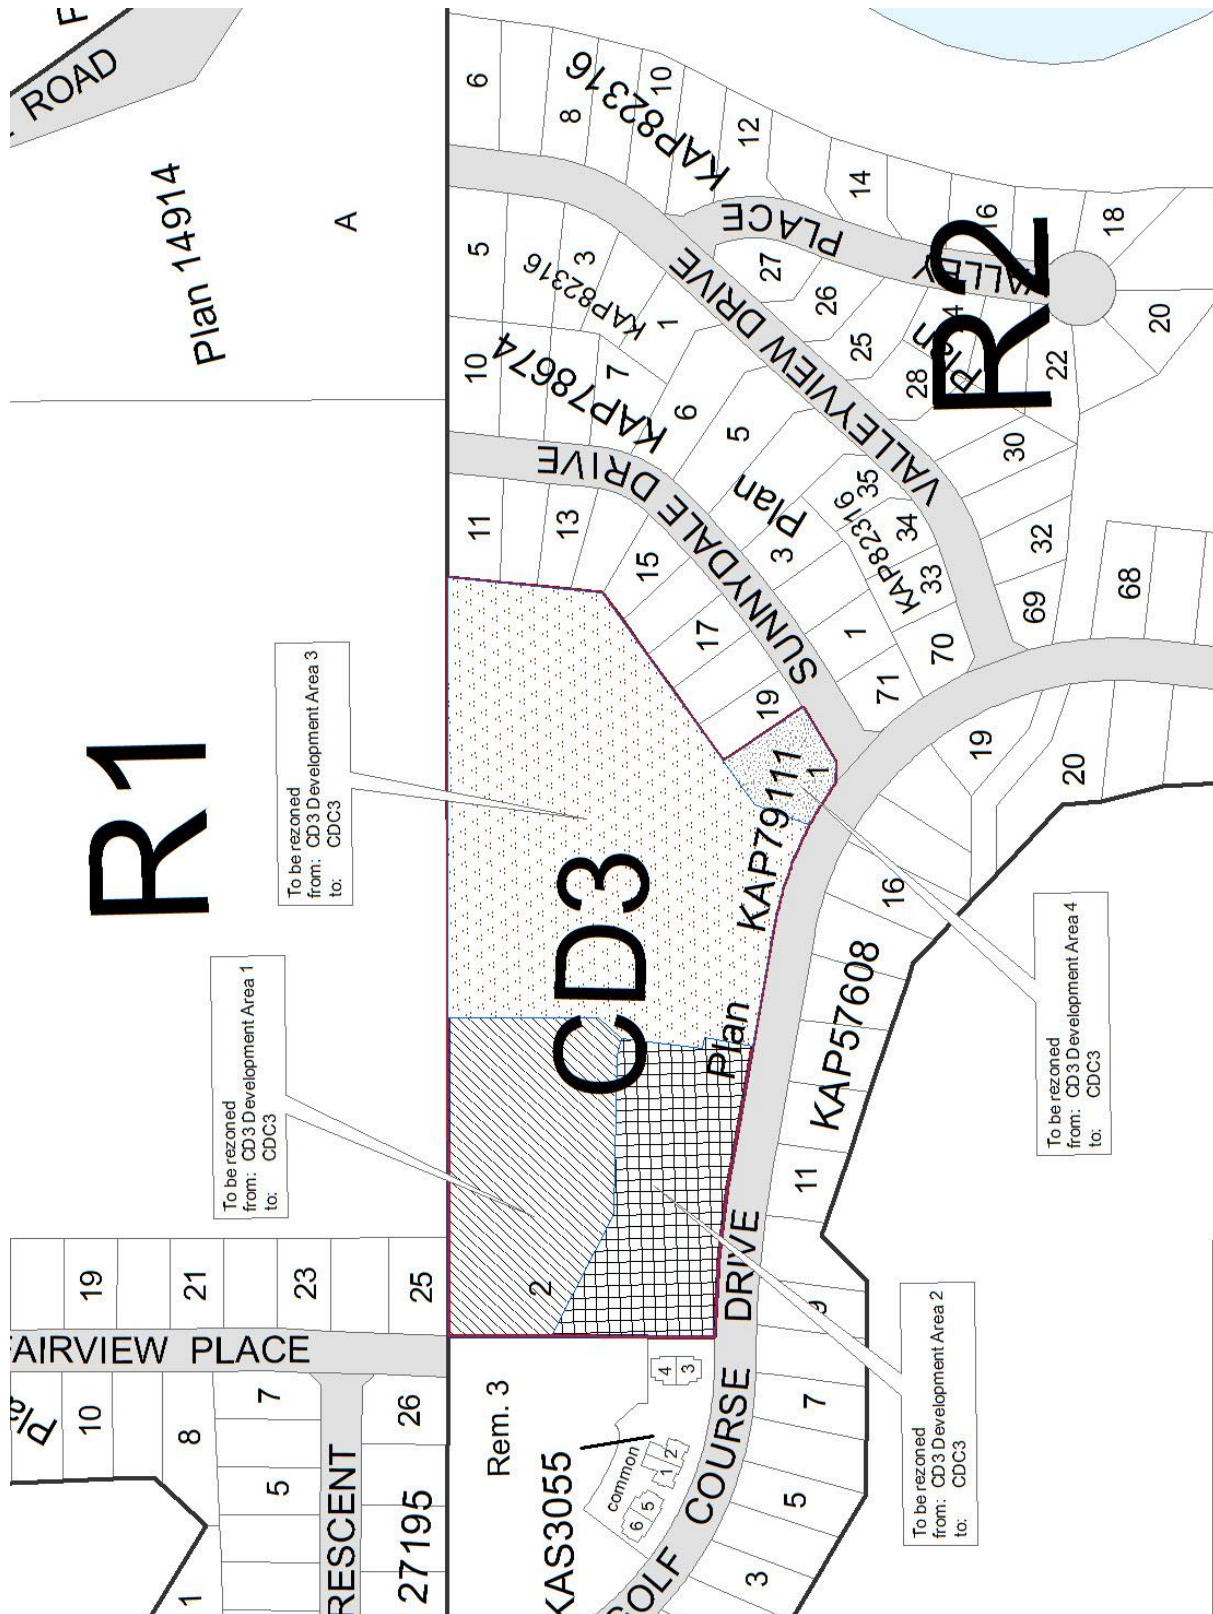 ROAD
Plan 14914
A
R1
6
8
10
12
14
16
18
20
22
KAP82316
PLACE
VALLEY
R2
5
3
KAP82316
1
27
26
25
28
Plan
VALLEYVIEW DRIVE
10
KAP78674
7
6
5
Plan
3
1
35
34
33
KAP82316
30
32
69
68
70
71
SUNNYDALE DRIVE
11
13
15
17
19
19
20
16
To be rezoned
from: CD3 Development Area 3
to: CDC3
To be rezoned
from: CD3 Development Area 1
to: CDC3
To be rezoned
from: CD3 Development Area 4
to: CDC3
To be rezoned
from: CD3 Development Area 2
to: CDC3
CD3
Plan KAP79111
1
2
KAP57608
11
9
7
5
3
GOLF COURSE DRIVE
19
21
23
25
FAIRVIEW PLACE
10
8
7
5
26
1
RESCENT
27195
Rem. 3
KAS3055
common
4
3
1
2
5
6